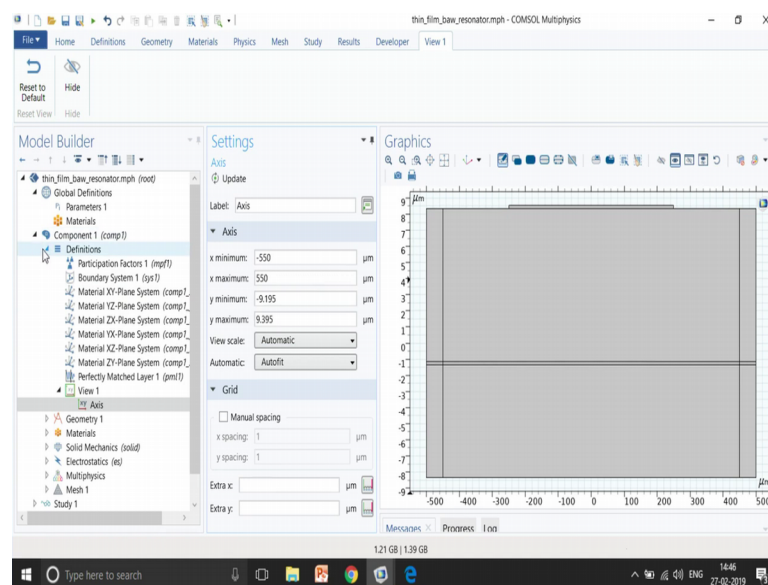 thin_film_baw_resonator.mph - COMSOL Multiphysics
File Home Definitions Geometry Materials Physics Mesh Study Results Developer View 1
Reset to Default
Hide
Reset View Hide
Model Builder
thin_film_baw_resonator.mph (root)
Global Definitions
Parameters 1
Materials
Component 1 (comp1)
Definitions
Participation Factors 1 (mpf1)
Boundary System 1 (sys1)
Material XY-Plane System (comp1_
Material YZ-Plane System (comp1_
Material ZX-Plane System (comp1_
Material YX-Plane System (comp1_
Material XZ-Plane System (comp1_
Material ZY-Plane System (comp1_
Perfectly Matched Layer 1 (pml1)
View 1
Axis
Geometry 1
Materials
Solid Mechanics (solid)
Electrostatics (es)
Multiphysics
Mesh 1
Study 1
Settings
Axis
Update
Label: Axis
Axis
x minimum: -550 µm
x maximum: 550 µm
y minimum: -9.195 µm
y maximum: 9.395 µm
View scale: Automatic
Automatic: Autofit
Grid
Manual spacing
x spacing: 1 µm
y spacing: 1 µm
Extra x: µm
Extra y: µm
Graphics
µm
9
8
7
6
5
4
3
2
1
0
-1
-2
-3
-4
-5
-6
-7
-8
-9
µm
-500 -400 -300 -200 -100 0 100 200 300 400 500
Messages Progress Log
1.21 GB | 1.39 GB
Type here to search
ENG
14:46
27-02-2019